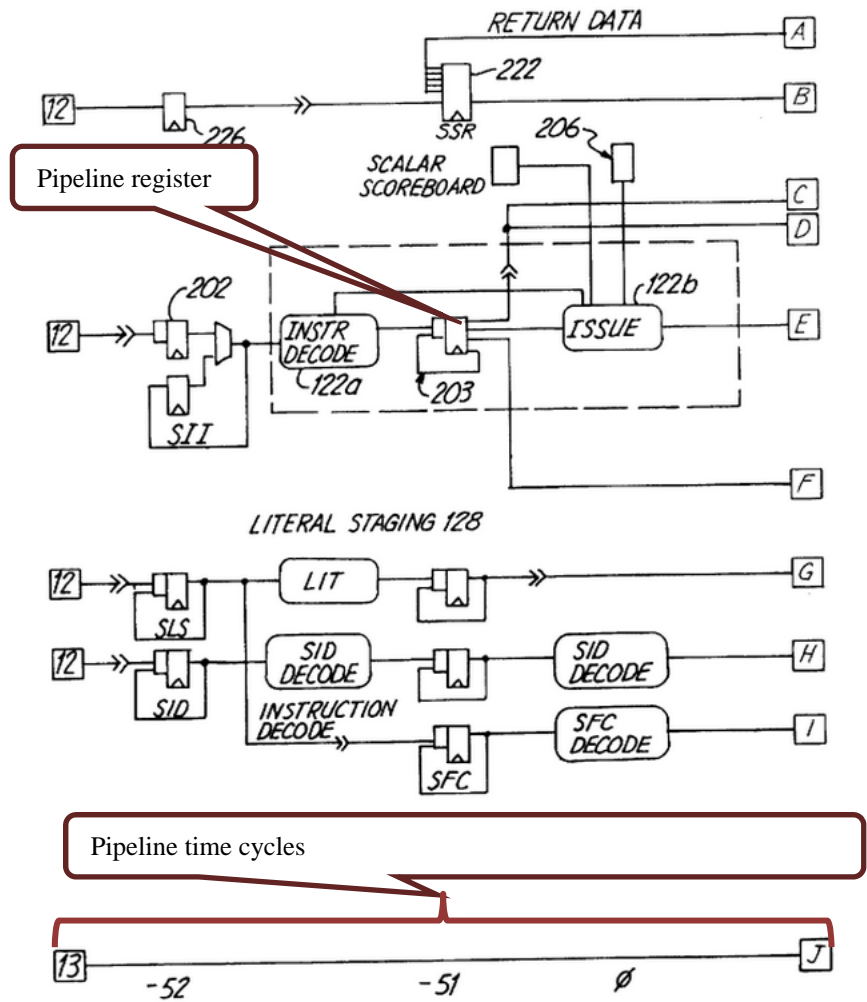 RETURN DATA
A
222
12
226
SSR
B
206
SCALAR
SCOREBOARD
Pipeline register
C
D
202
122b
12
INSTR
DECODE
ISSUE
E
122a
203
SII
F
LITERAL STAGING 128
12
LIT
G
SLS
12
SID
DECODE
SID
DECODE
H
SID
INSTRUCTION
DECODE
SFC
DECODE
I
SFC
Pipeline time cycles
13
J
-52
-51
ø